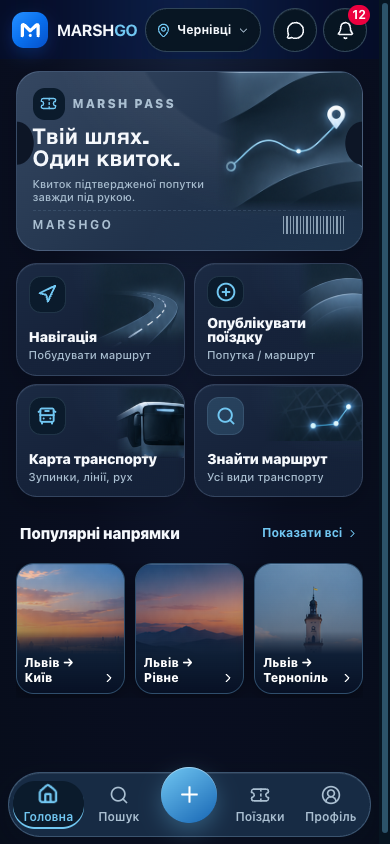 MARSHGO
Чернівці
12
MARSH PASS
Твій шлях.
Один квиток.
Квиток підтвердженої попутки
завжди під рукою.
MARSHGO
Навігація
Побудувати маршрут
Опублікувати
поїздку
Попутка / маршрут
Карта транспорту
Зупинки, лінії, рух
Знайти маршрут
Усі види транспорту
Популярні напрямки
Показати всі
Львів →
Київ
Львів →
Рівне
Львів →
Тернопіль
Головна
Пошук
Поїздки
Профіль